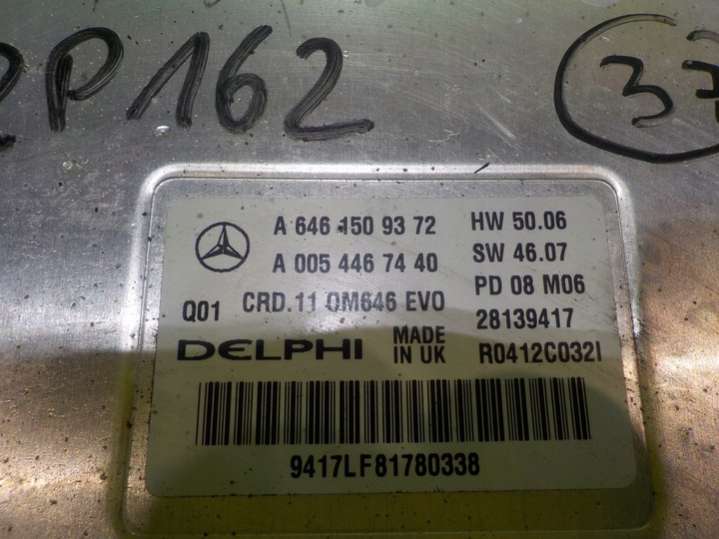 P162
A 646 150 93 72 HW 50.06
A 005 446 74 40 SW 46.07
PD 08 M06
Q01 CRD.11 OM646 EVO 28139417
DELPHI MADE IN UK R0412C032I
9417LF81780338